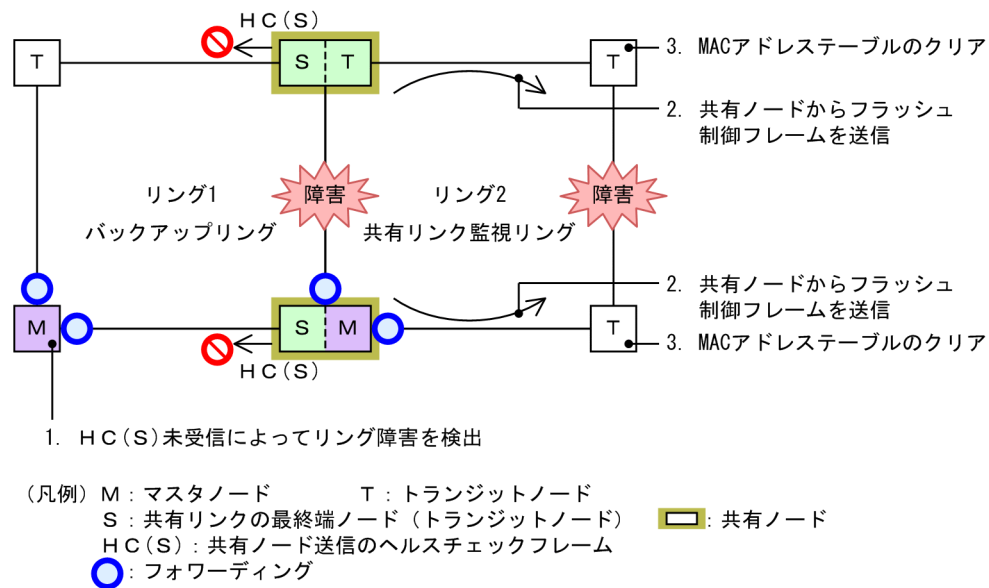 HC(S)
T
S
T
T
3. MACアドレステーブルのクリア
2. 共有ノードからフラッシュ
制御フレームを送信
リング1
バックアップリング
障害
リング2
共有リンク監視リング
障害
2. 共有ノードからフラッシュ
制御フレームを送信
M
S
M
T
3. MACアドレステーブルのクリア
HC(S)
1. HC(S)未受信によってリング障害を検出
(凡例) M:マスタノード T:トランジットノード
S:共有リンクの最終端ノード(トランジットノード) :共有ノード
HC(S):共有ノード送信のヘルスチェックフレーム
:フォワーディング